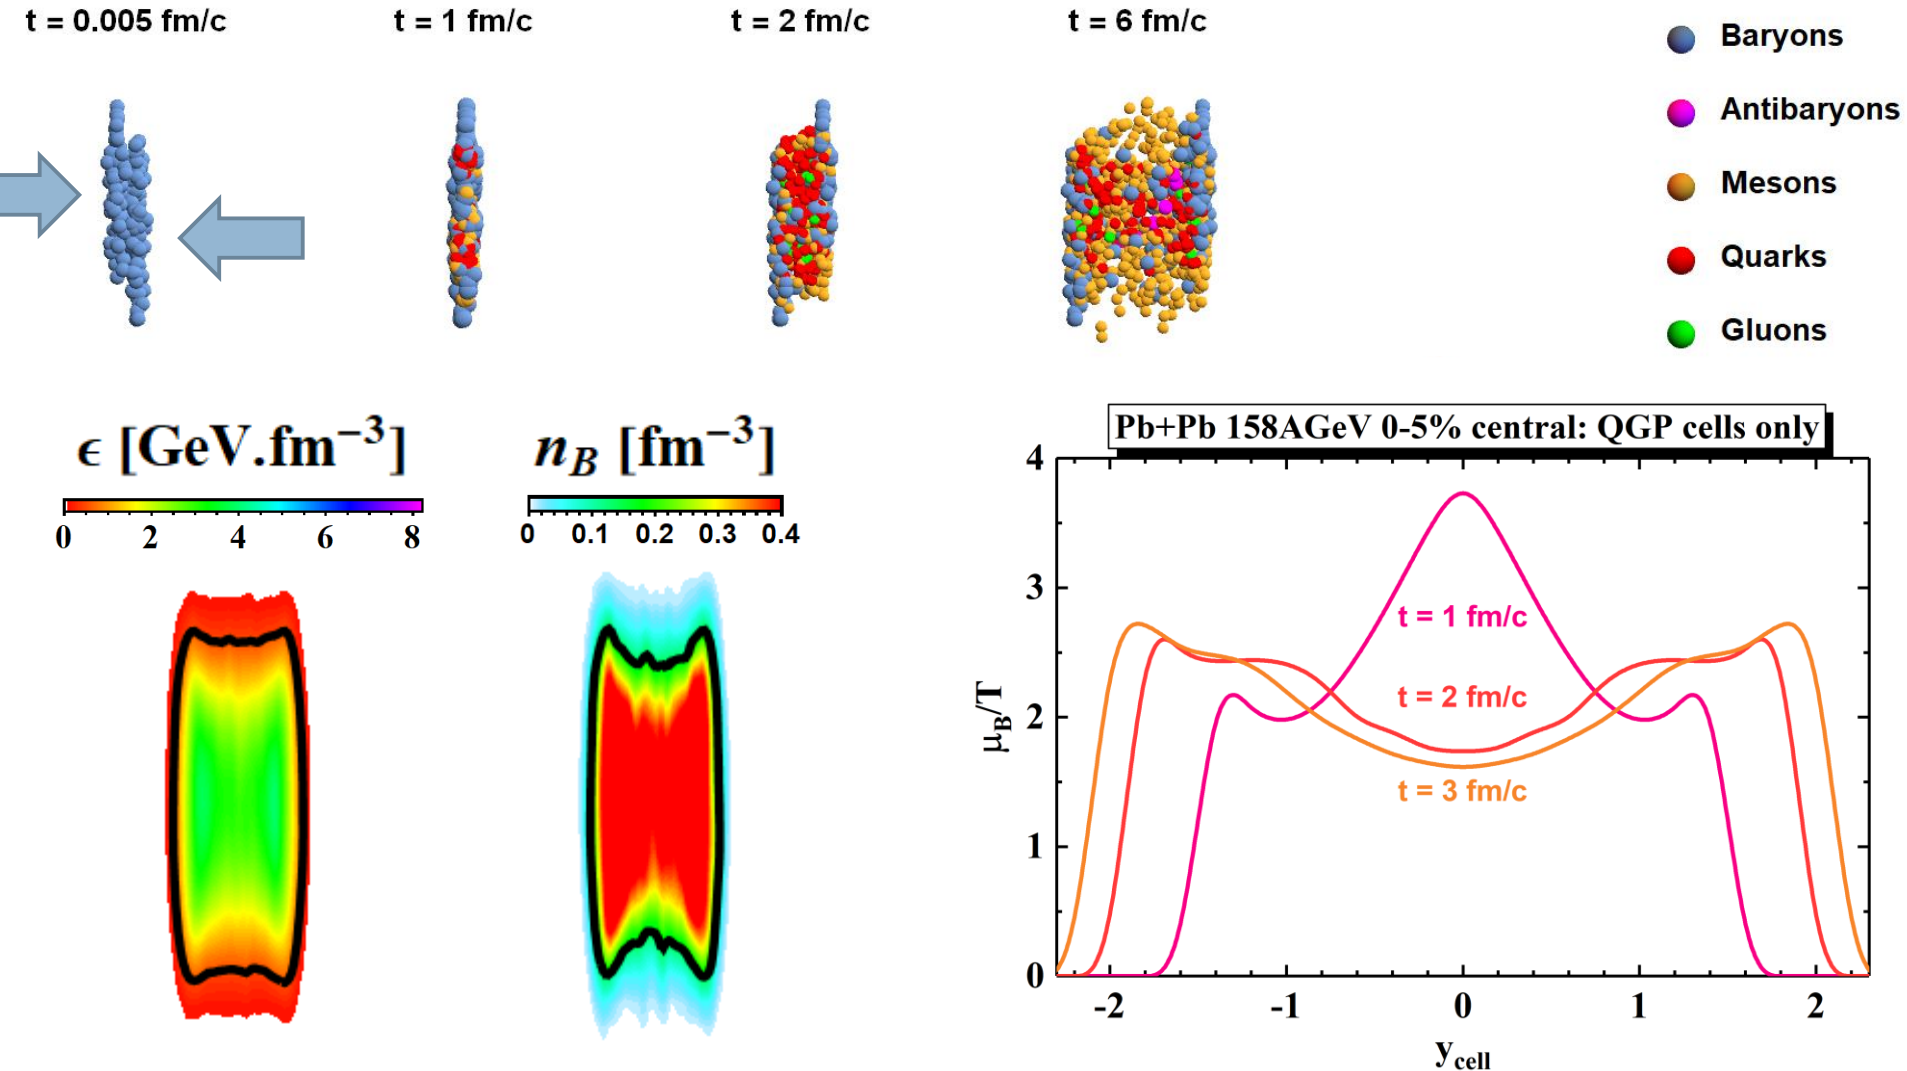 t = 0.005 fm/c
t = 1 fm/c
t = 2 fm/c
t = 6 fm/c
Baryons
Antibaryons
Mesons
Quarks
Gluons
ϵ [GeV.fm⁻³]
0 2 4 6 8
n_B [fm⁻³]
0 0.1 0.2 0.3 0.4
Pb+Pb 158AGeV 0-5% central: QGP cells only
4
3
2
1
0
μ_B/T
t = 1 fm/c
t = 2 fm/c
t = 3 fm/c
-2 -1 0 1 2
y_cell